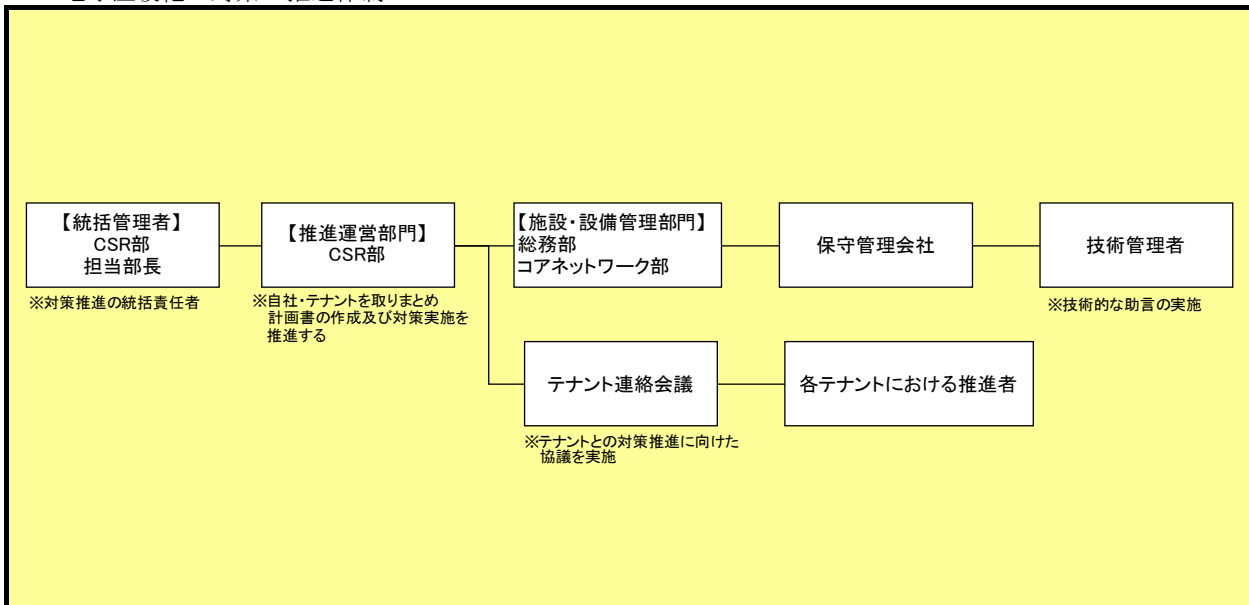 【統括管理者】
CSR部
担当部長
※対策推進の統括責任者
【推進運営部門】
CSR部
※自社・テナントを取りまとめ
計画書の作成及び対策実施を
推進する
【施設・設備管理部門】
総務部
コアネットワーク部
保守管理会社
技術管理者
※技術的な助言の実施
テナント連絡会議
※テナントとの対策推進に向けた
協議を実施
各テナントにおける推進者